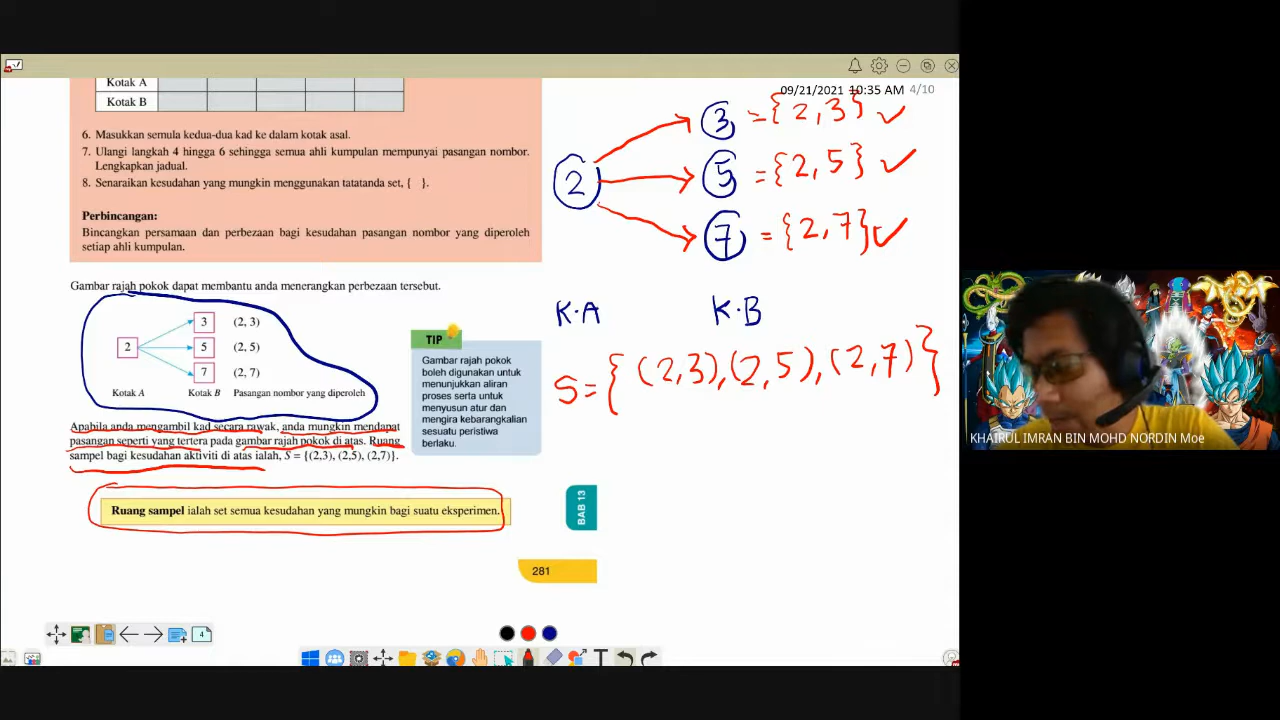 09/21/2021 10:35 AM 4/10
Kotak A
Kotak B
6. Masukkan semula kedua-dua kad ke dalam kotak asal.
7. Ulangi langkah 4 hingga 6 sehingga semua ahli kumpulan mempunyai pasangan nombor.
Lengkapkan jadual.
8. Senaraikan kesudahan yang mungkin menggunakan tatatanda set, { }.
Perbincangan:
Bincangkan persamaan dan perbezaan bagi kesudahan pasangan nombor yang diperoleh
setiap ahli kumpulan.
Gambar rajah pokok dapat membantu anda menerangkan perbezaan tersebut.
3 (2, 3)
2 5 (2, 5)
7 (2, 7)
Kotak A Kotak B Pasangan nombor yang diperoleh
TIP
Gambar rajah pokok
boleh digunakan untuk
menunjukkan aliran
proses serta untuk
menyusun atur dan
mengira kebarangkalian
sesuatu peristiwa
berlaku.
Apabila anda mengambil kad secara rawak, anda mungkin mendapat
pasangan seperti yang tertera pada gambar rajah pokok di atas. Ruang
sampel bagi kesudahan aktiviti di atas ialah, S = {(2,3), (2,5), (2,7)}.
Ruang sampel ialah set semua kesudahan yang mungkin bagi suatu eksperimen.
BAB 13
281
3 = {2, 3} ✓
2 5 = {2, 5} ✓
7 = {2, 7} ✓
K.A K.B
S = {(2,3), (2,5), (2,7)}
KHAIRUL IMRAN BIN MOHD NORDIN Moe
4
T